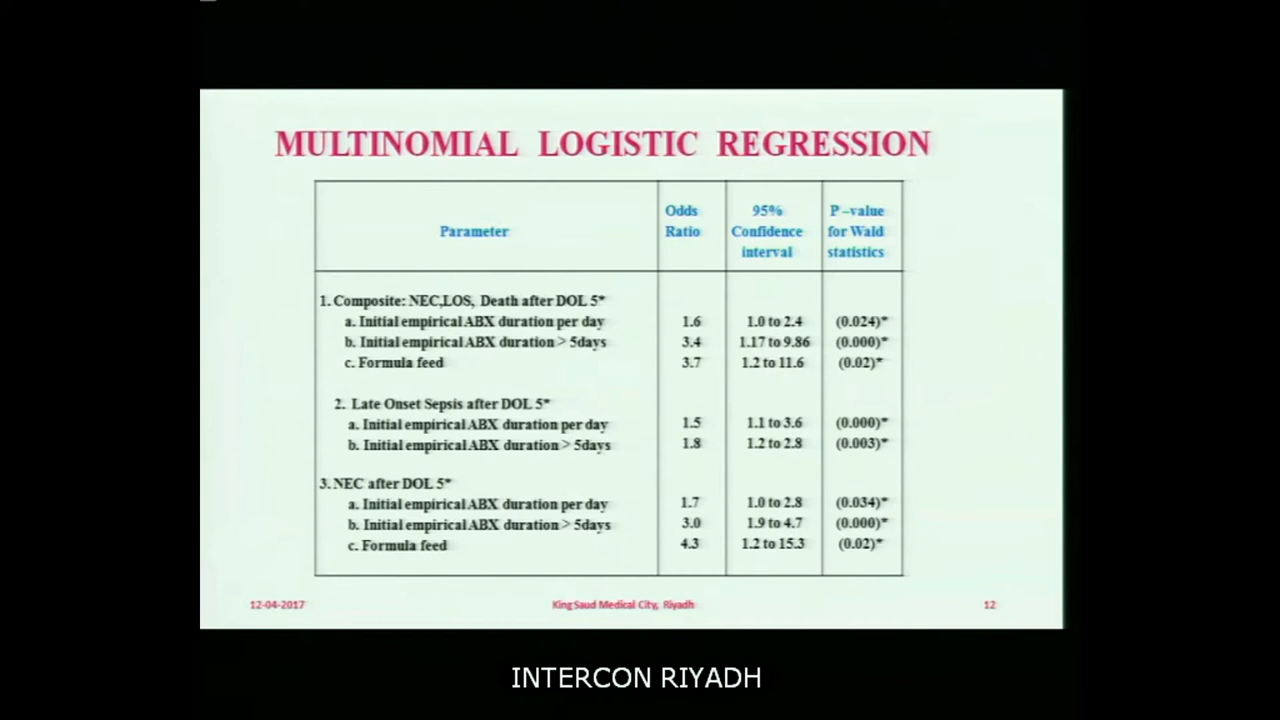 MULTINOMIAL LOGISTIC REGRESSION
Parameter
Odds
Ratio
95%
Confidence
interval
P –value
for Wald
statistics
1. Composite: NEC,LOS, Death after DOL 5*
a. Initial empirical ABX duration per day 1.6 1.0 to 2.4 (0.024)*
b. Initial empirical ABX duration > 5days 3.4 1.17 to 9.86 (0.000)*
c. Formula feed 3.7 1.2 to 11.6 (0.02)*
2. Late Onset Sepsis after DOL 5*
a. Initial empirical ABX duration per day 1.5 1.1 to 3.6 (0.000)*
b. Initial empirical ABX duration > 5days 1.8 1.2 to 2.8 (0.003)*
3. NEC after DOL 5*
a. Initial empirical ABX duration per day 1.7 1.0 to 2.8 (0.034)*
b. Initial empirical ABX duration > 5days 3.0 1.9 to 4.7 (0.000)*
c. Formula feed 4.3 1.2 to 15.3 (0.02)*
12-04-2017 King Saud Medical City, Riyadh 12
INTERCON RIYADH